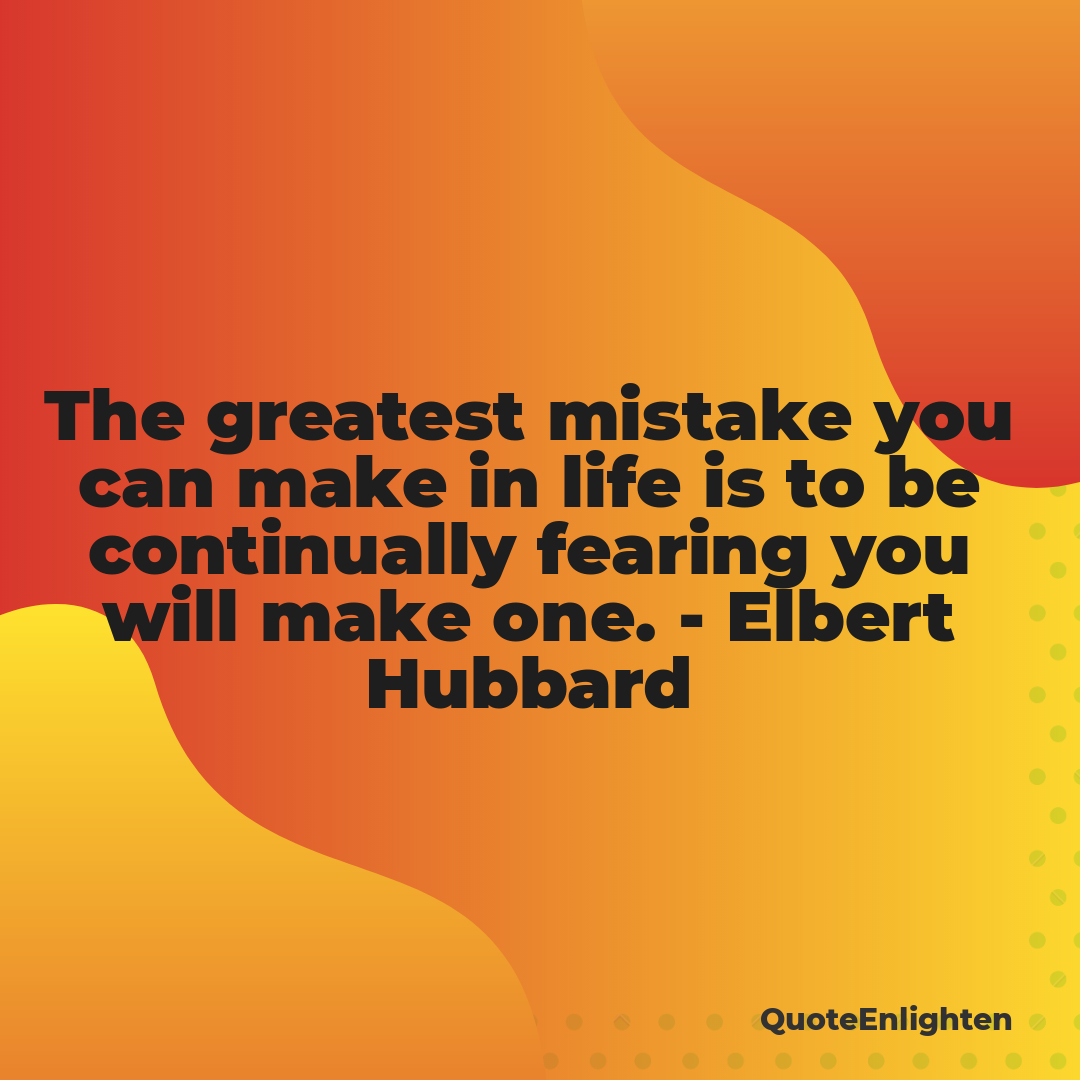 The greatest mistake you
can make in life is to be
continually fearing you
will make one. - Elbert
Hubbard
QuoteEnlighten